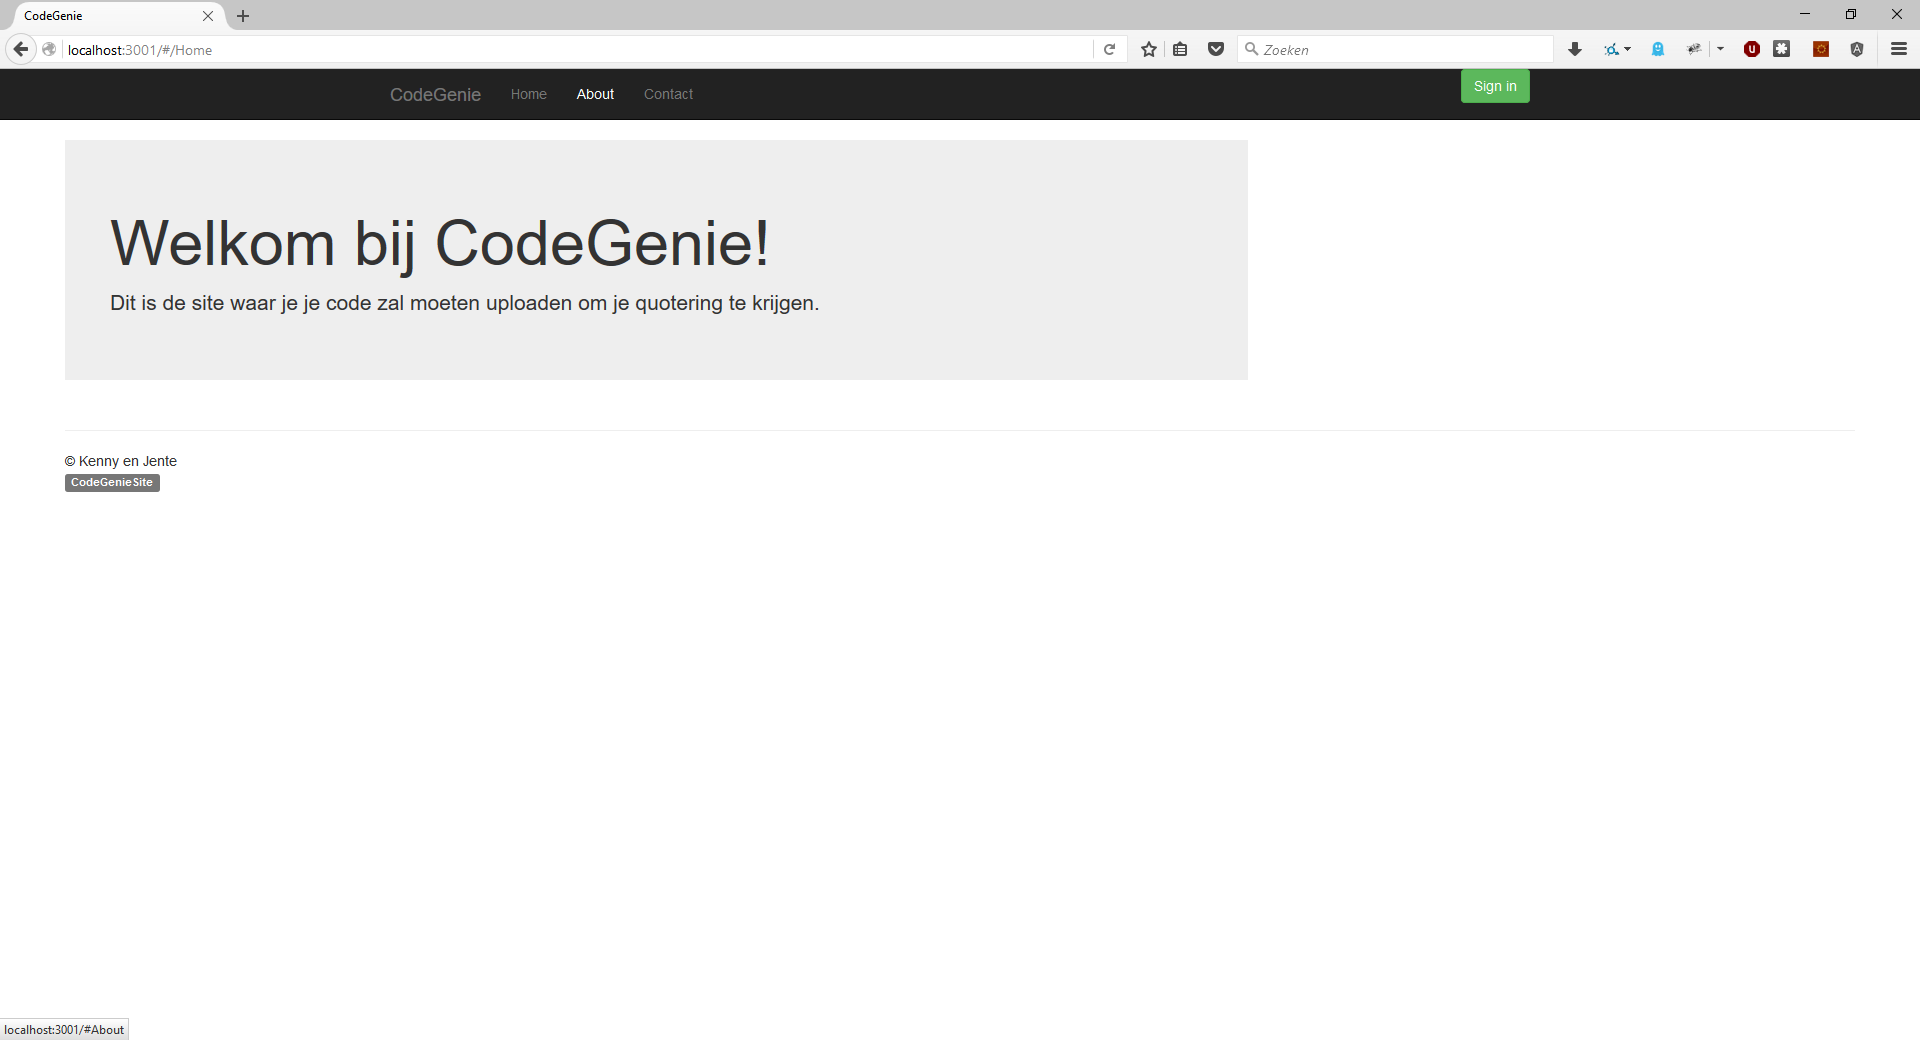 CodeGenie
localhost:3001/#/Home
Zoeken
CodeGenie Home About Contact Sign in
Welkom bij CodeGenie!
Dit is de site waar je je code zal moeten uploaden om je quotering te krijgen.
© Kenny en Jente
CodeGenieSite
localhost:3001/#About